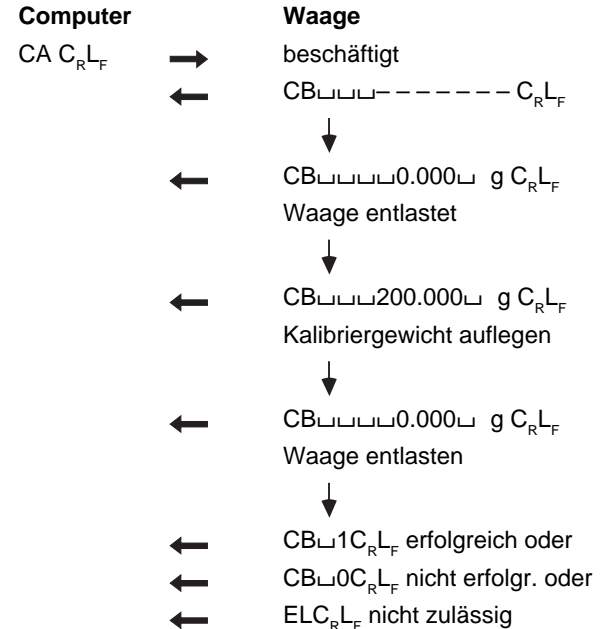 Computer Waage
CA CRLF → beschäftigt
← CB␣␣␣– – – – – – – CRLF
← CB␣␣␣␣0.000␣ g CRLF
Waage entlastet
← CB␣␣␣200.000␣ g CRLF
Kalibriergewicht auflegen
← CB␣␣␣␣0.000␣ g CRLF
Waage entlasten
← CB␣1CRLF erfolgreich oder
← CB␣0CRLF nicht erfolgr. oder
← ELCRLF nicht zulässig